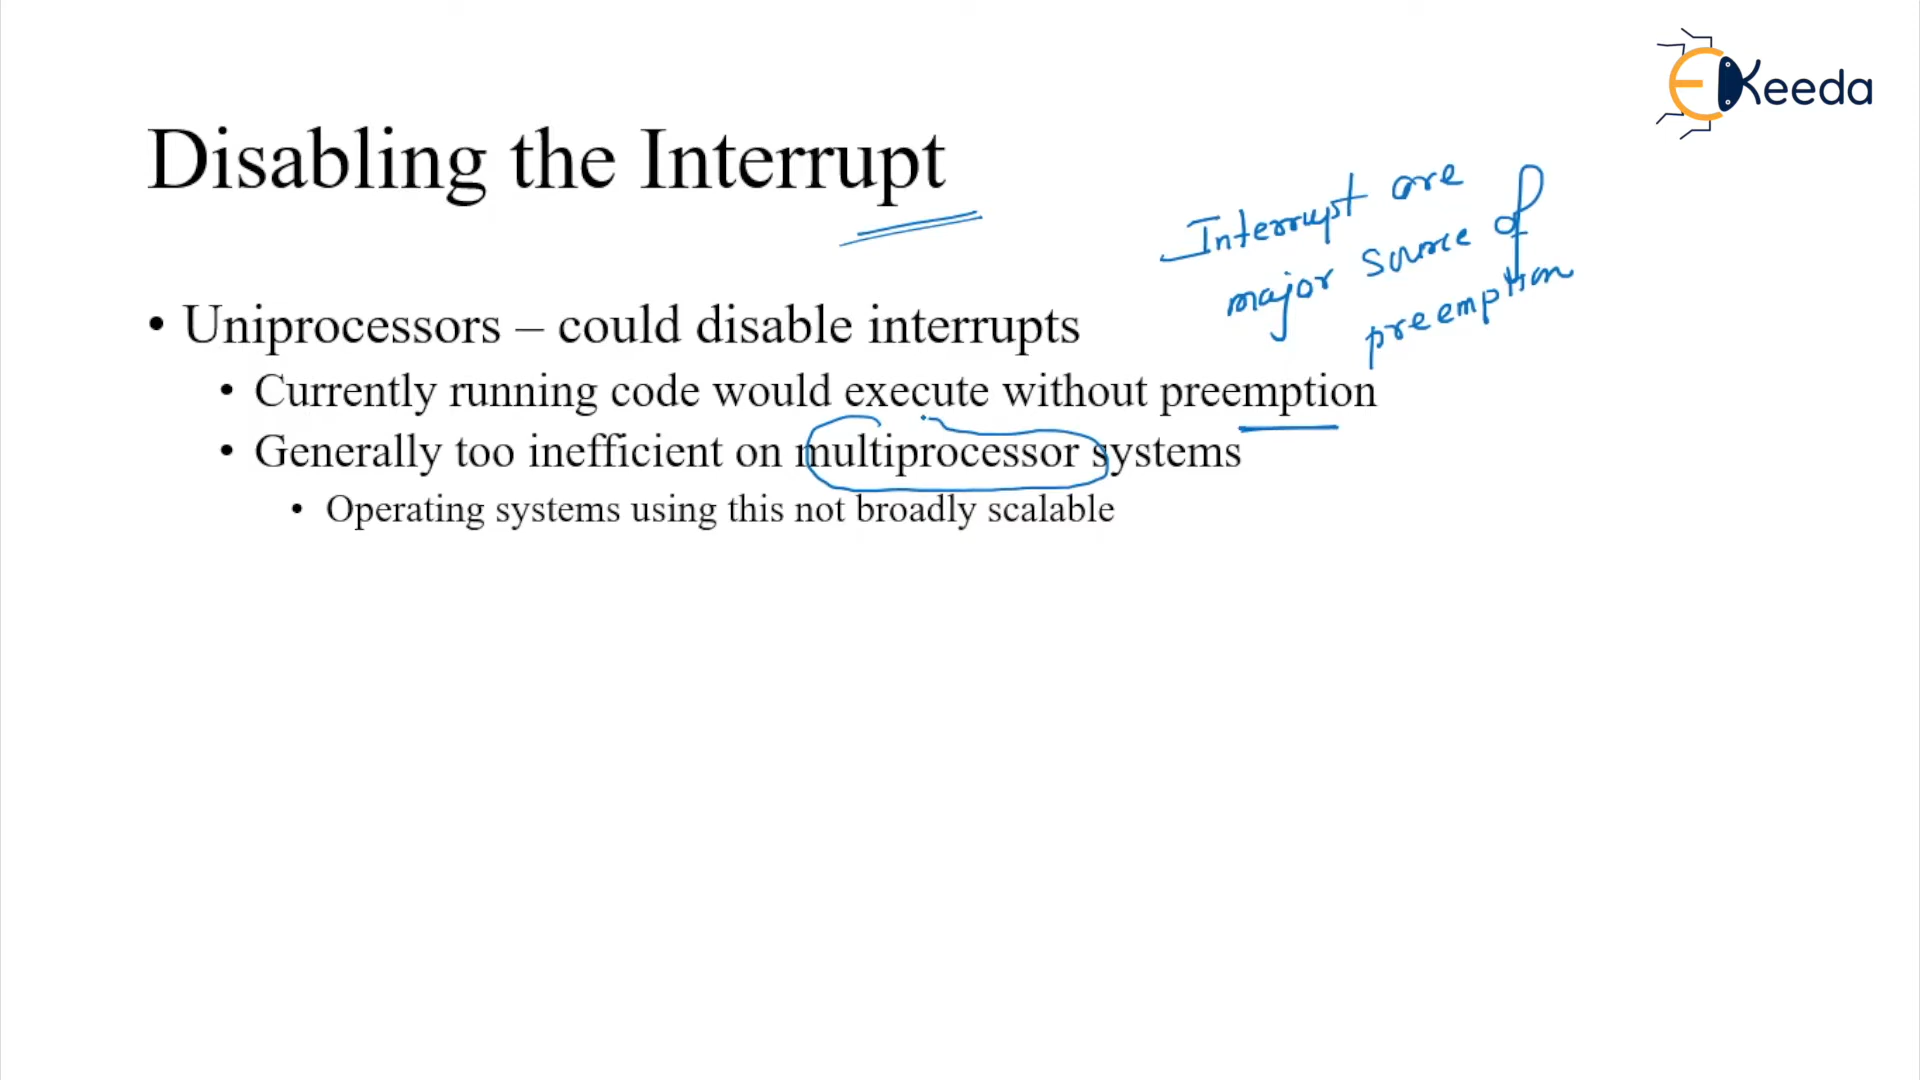 EKeeda
Disabling the Interrupt
Interrupt are
major source of
preemption
• Uniprocessors – could disable interrupts
• Currently running code would execute without preemption
• Generally too inefficient on multiprocessor systems
• Operating systems using this not broadly scalable